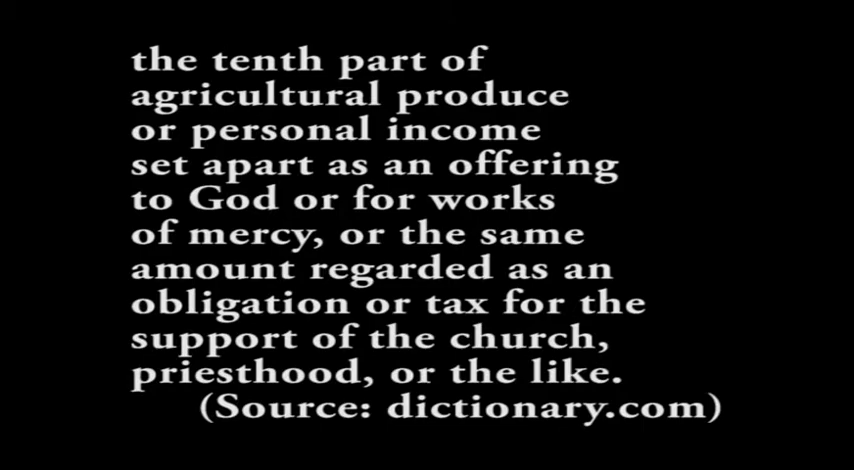 the tenth part of
agricultural produce
or personal income
set apart as an offering
to God or for works
of mercy, or the same
amount regarded as an
obligation or tax for the
support of the church,
priesthood, or the like.
(Source: dictionary.com)